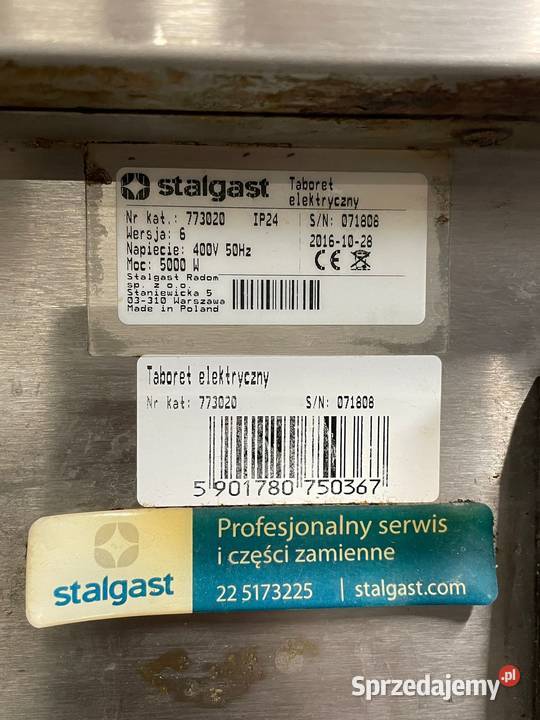 stalgast
Taboret
elektryczny
Nr kat.: 773020 IP24 S/N: 071808
Wersja: 6
2016-10-28
Napiecie: 400V 50Hz
Moc: 5000 W
CE
Stalgast Radom
sp. z o.o.
Staniewicka 5
03-310 Warszawa
Made in Poland
Taboret elektryczny
Nr kat: 773020 S/N: 071808
5 901780 750367
stalgast
Profesjonalny serwis
i części zamienne
22 5173225 | stalgast.com
Sprzedajemy.pl